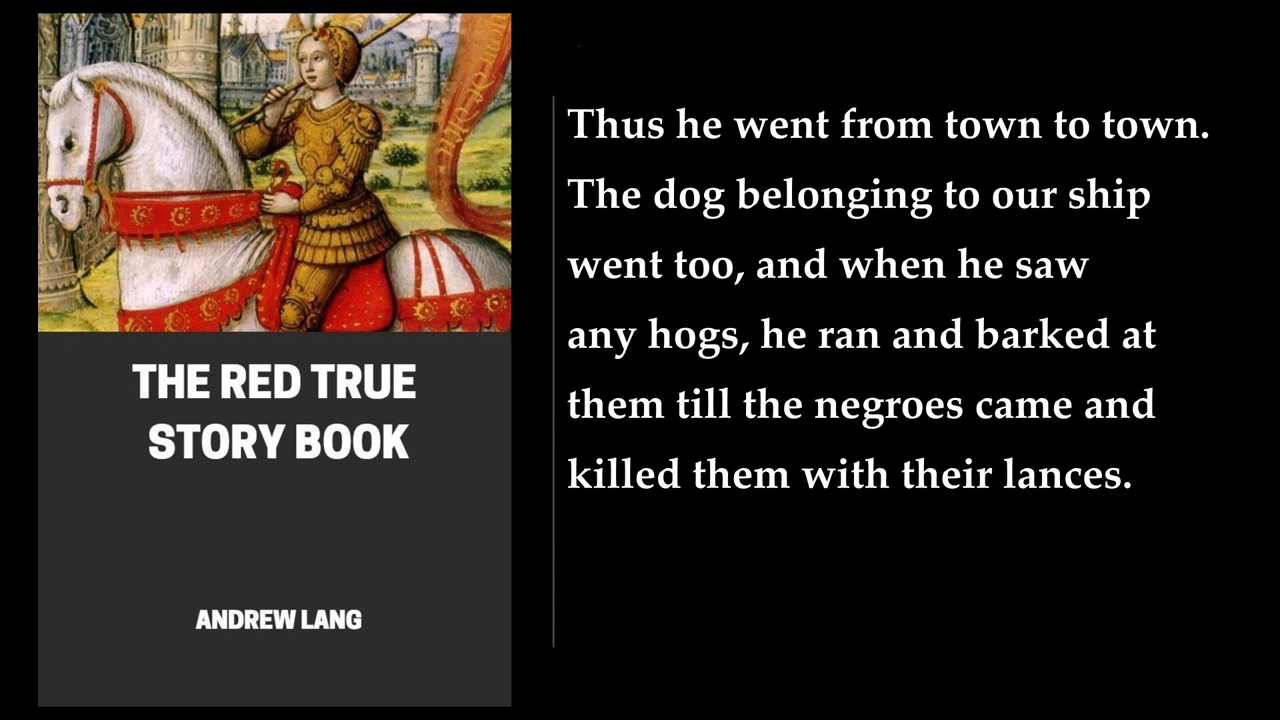 THE RED TRUE
STORY BOOK
ANDREW LANG
Thus he went from town to town.
The dog belonging to our ship
went too, and when he saw
any hogs, he ran and barked at
them till the negroes came and
killed them with their lances.